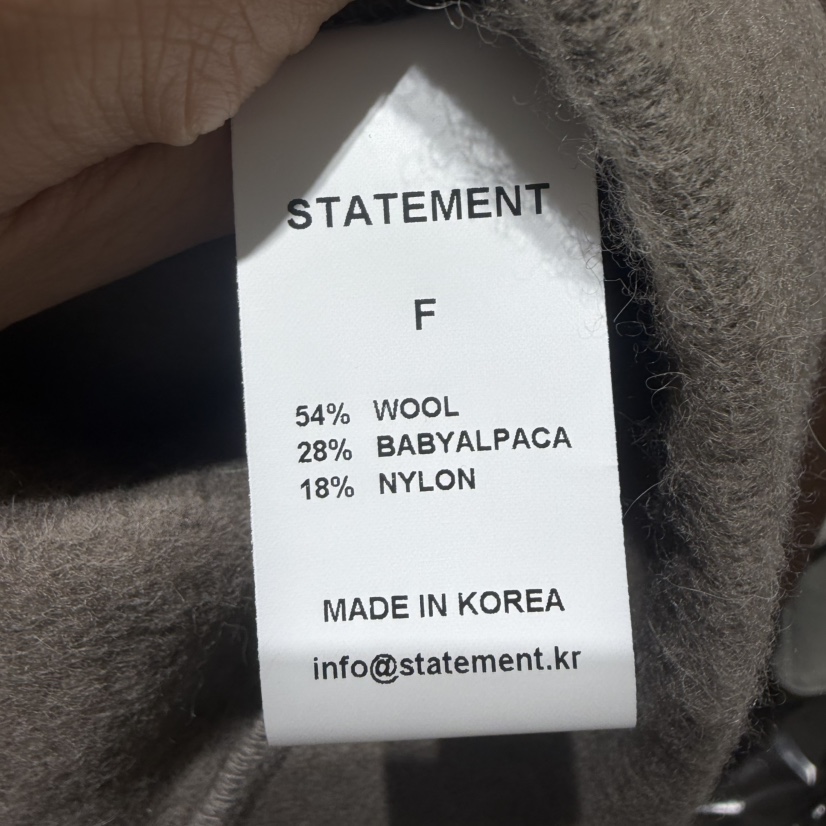 STATEMENT
F
54% WOOL
28% BABYALPACA
18% NYLON
MADE IN KOREA
info@statement.kr